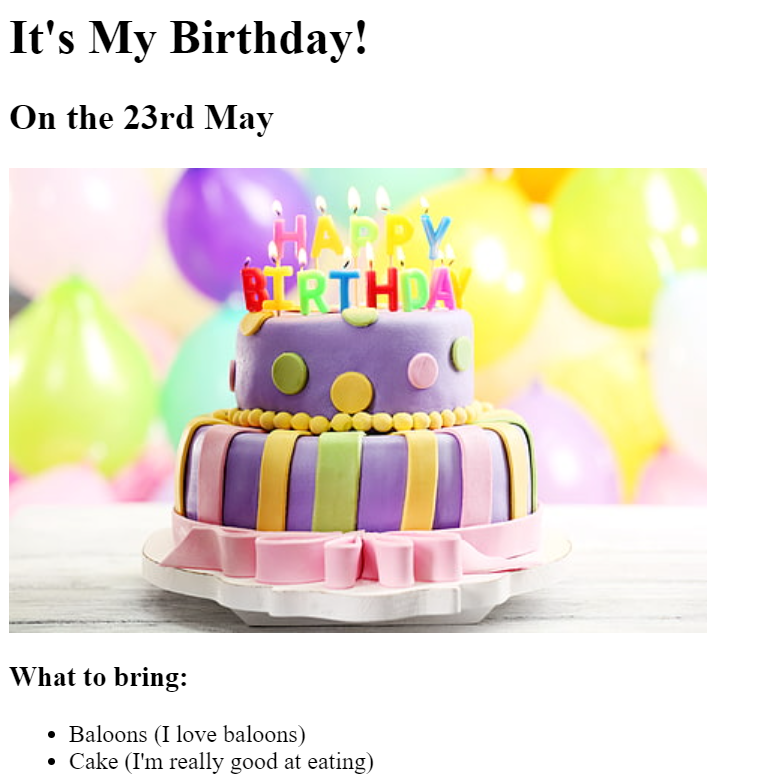 It's My Birthday!
On the 23rd May
HAPPY
BIRTHDAY
What to bring:
Baloons (I love baloons)
Cake (I'm really good at eating)